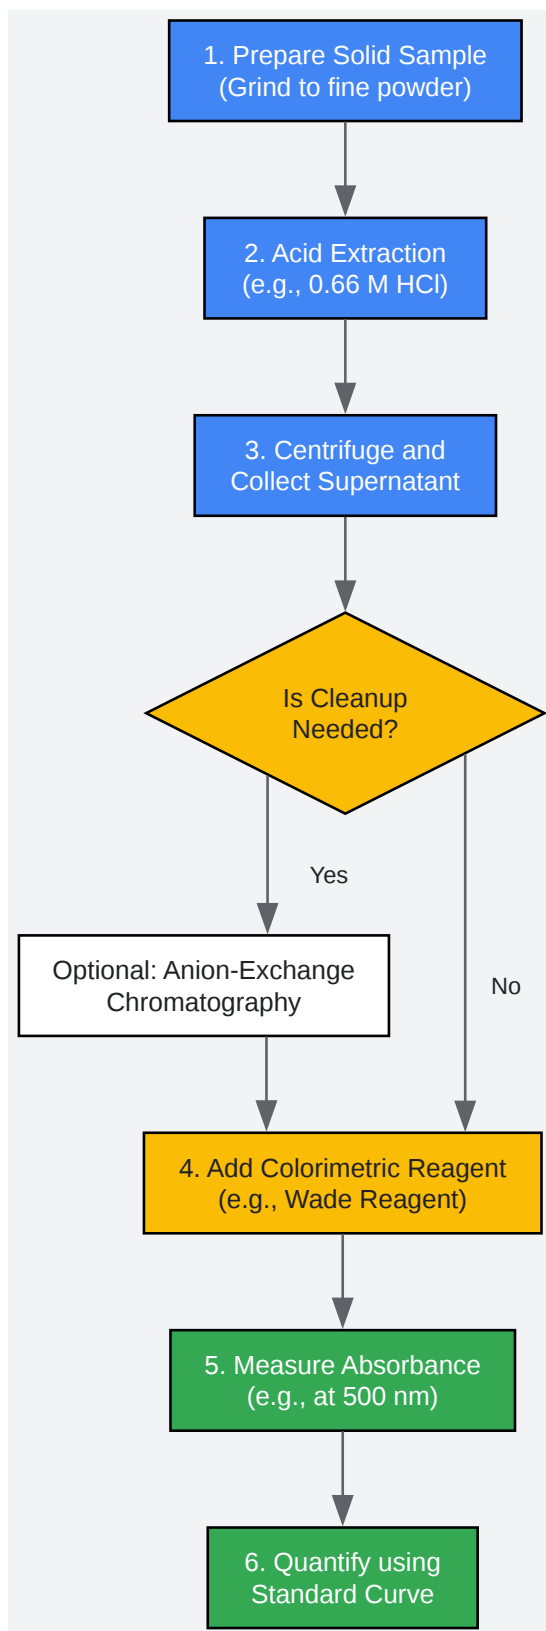 1. Prepare Solid Sample
(Grind to fine powder)
2. Acid Extraction
(e.g., 0.66 M HCl)
3. Centrifuge and
Collect Supernatant
Is Cleanup
Needed?
Yes
Optional: Anion-Exchange
Chromatography
No
4. Add Colorimetric Reagent
(e.g., Wade Reagent)
5. Measure Absorbance
(e.g., at 500 nm)
6. Quantify using
Standard Curve